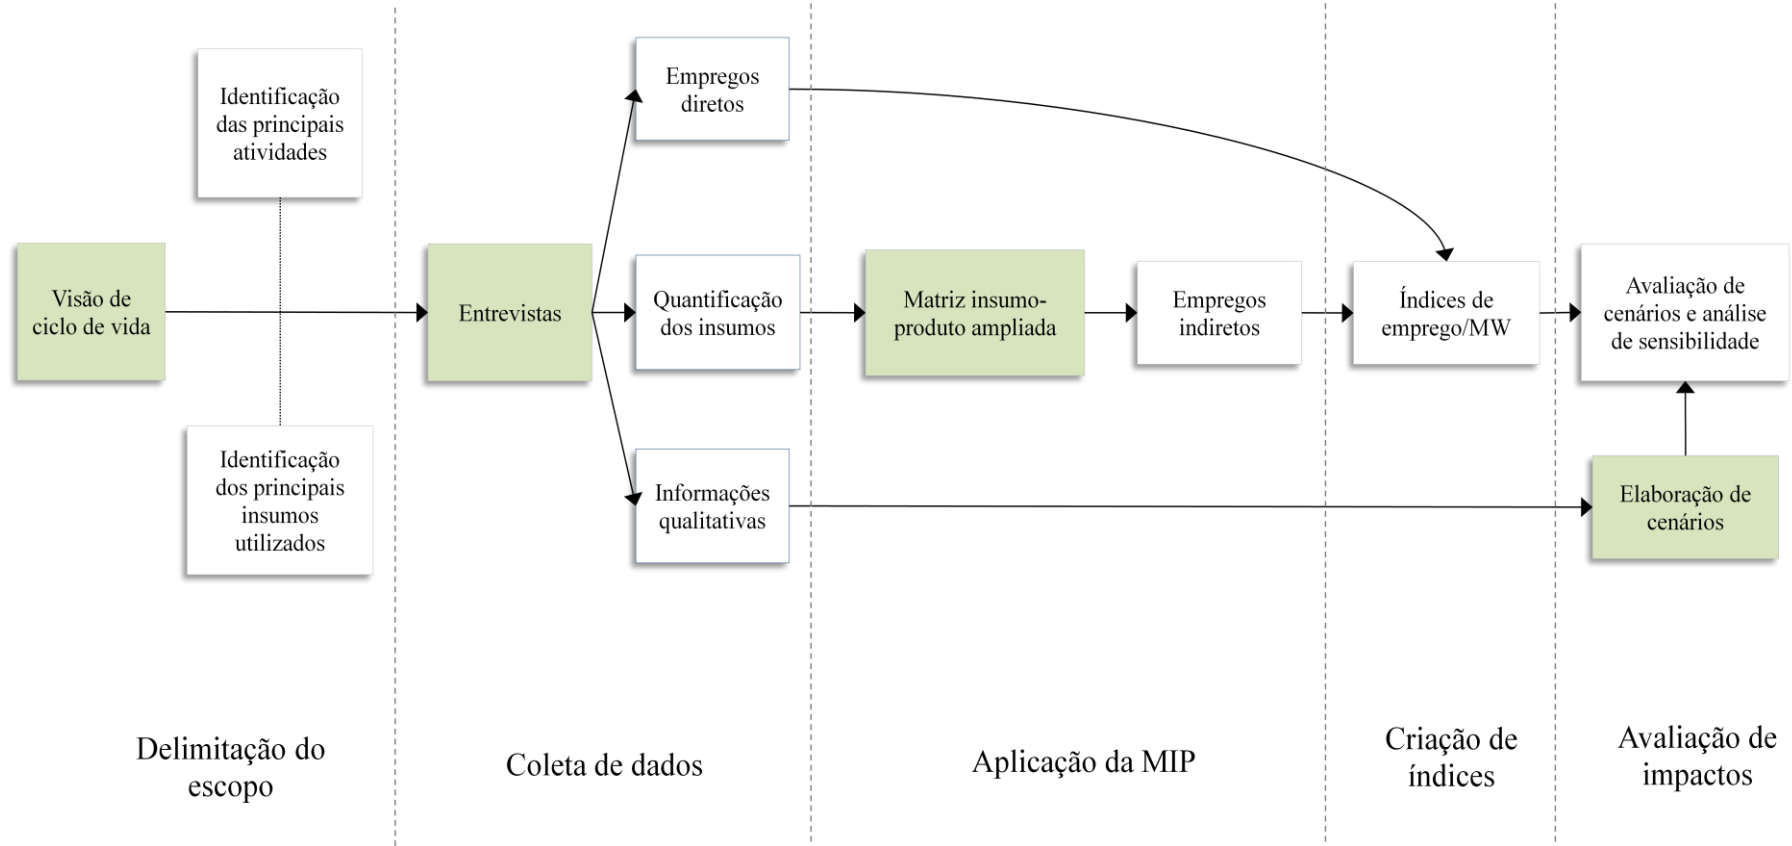 Identificação
das principais
atividades
Visão de
ciclo de vida
Identificação
dos principais
insumos
utilizados
Entrevistas
Empregos
diretos
Quantificação
dos insumos
Informações
qualitativas
Matriz insumo-
produto ampliada
Empregos
indiretos
Índices de
emprego/MW
Avaliação de
cenários e análise
de sensibilidade
Elaboração de
cenários
Delimitação do
escopo
Coleta de dados
Aplicação da MIP
Criação de
índices
Avaliação de
impactos